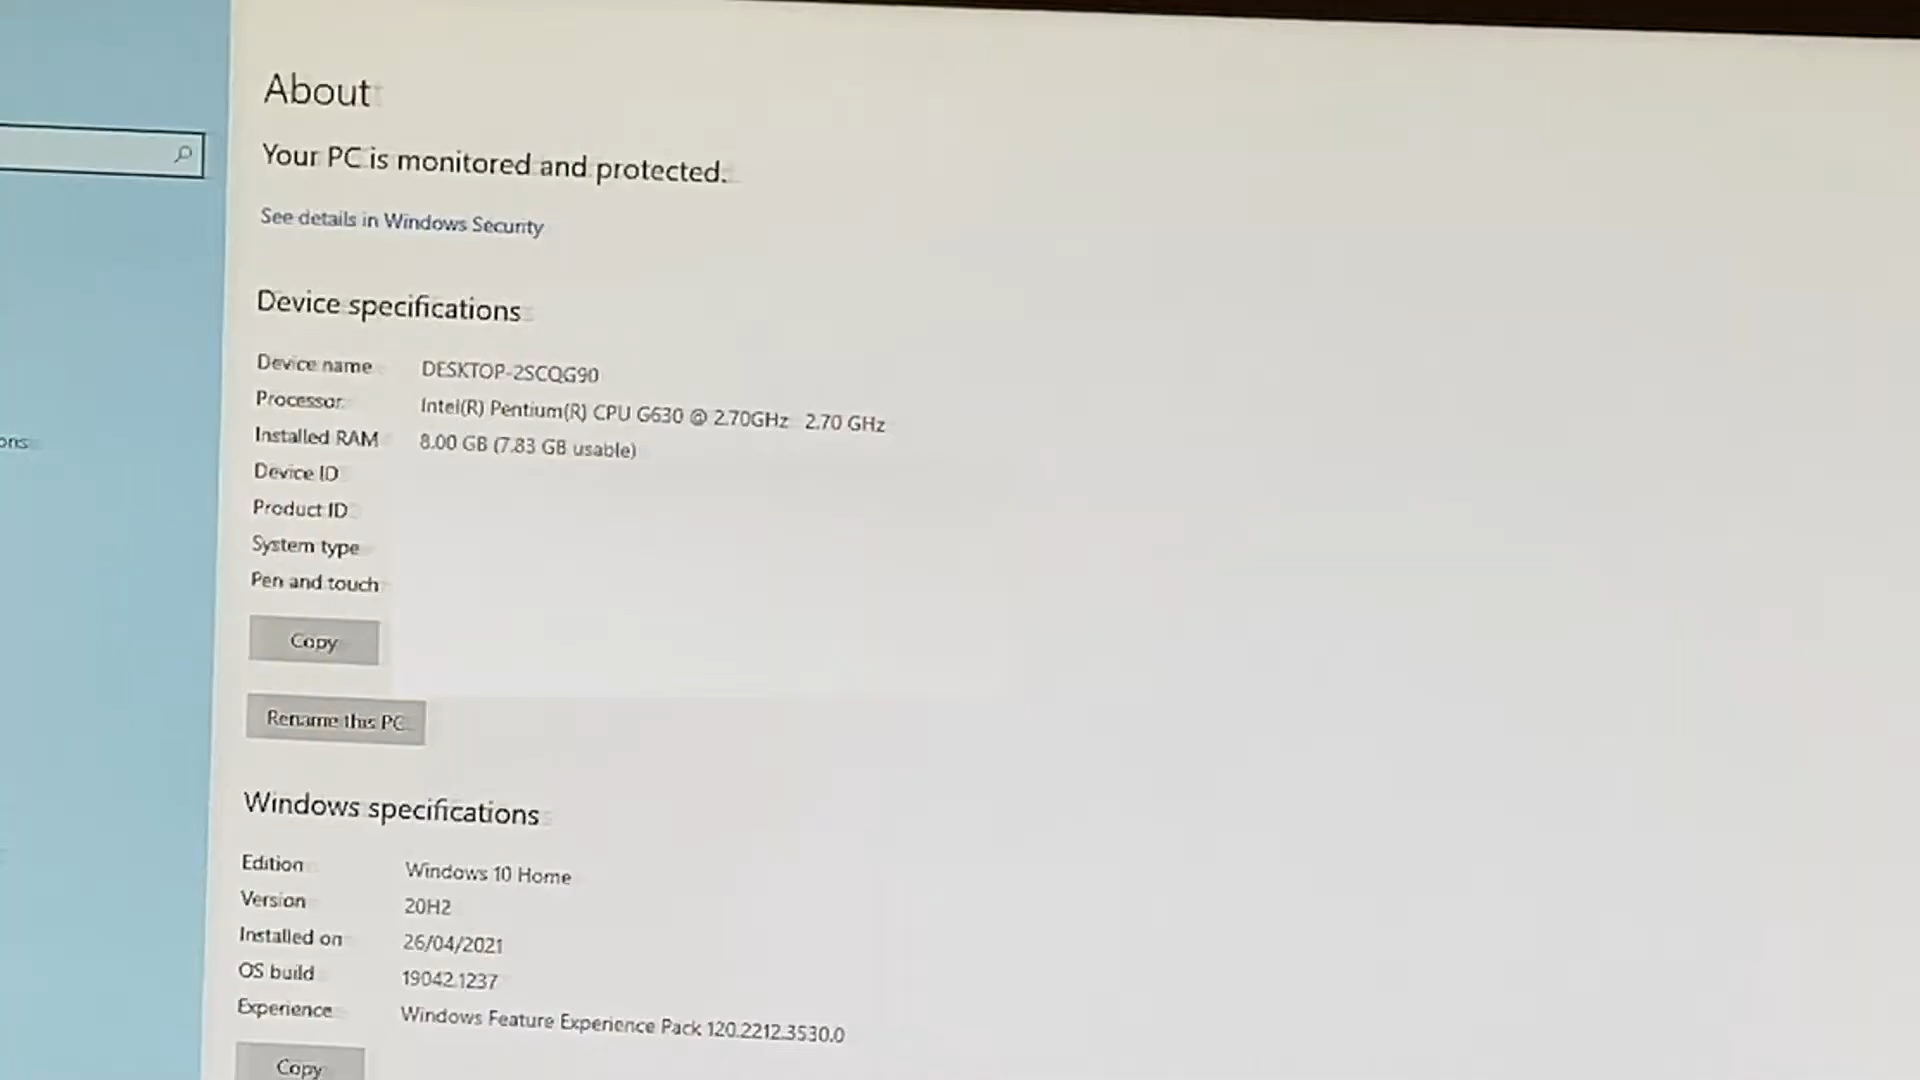 About
Your PC is monitored and protected.
See details in Windows Security
Device specifications
Device name DESKTOP-2SCQG90
Processor Intel(R) Pentium(R) CPU G630 @ 2.70GHz 2.70 GHz
ons
Installed RAM 8.00 GB (7.83 GB usable)
Device ID
Product ID
System type
Pen and touch
Copy
Rename this PC
Windows specifications
Edition Windows 10 Home
Version 20H2
Installed on 26/04/2021
OS build 19042.1237
Experience Windows Feature Experience Pack 120.2212.3530.0
Copy